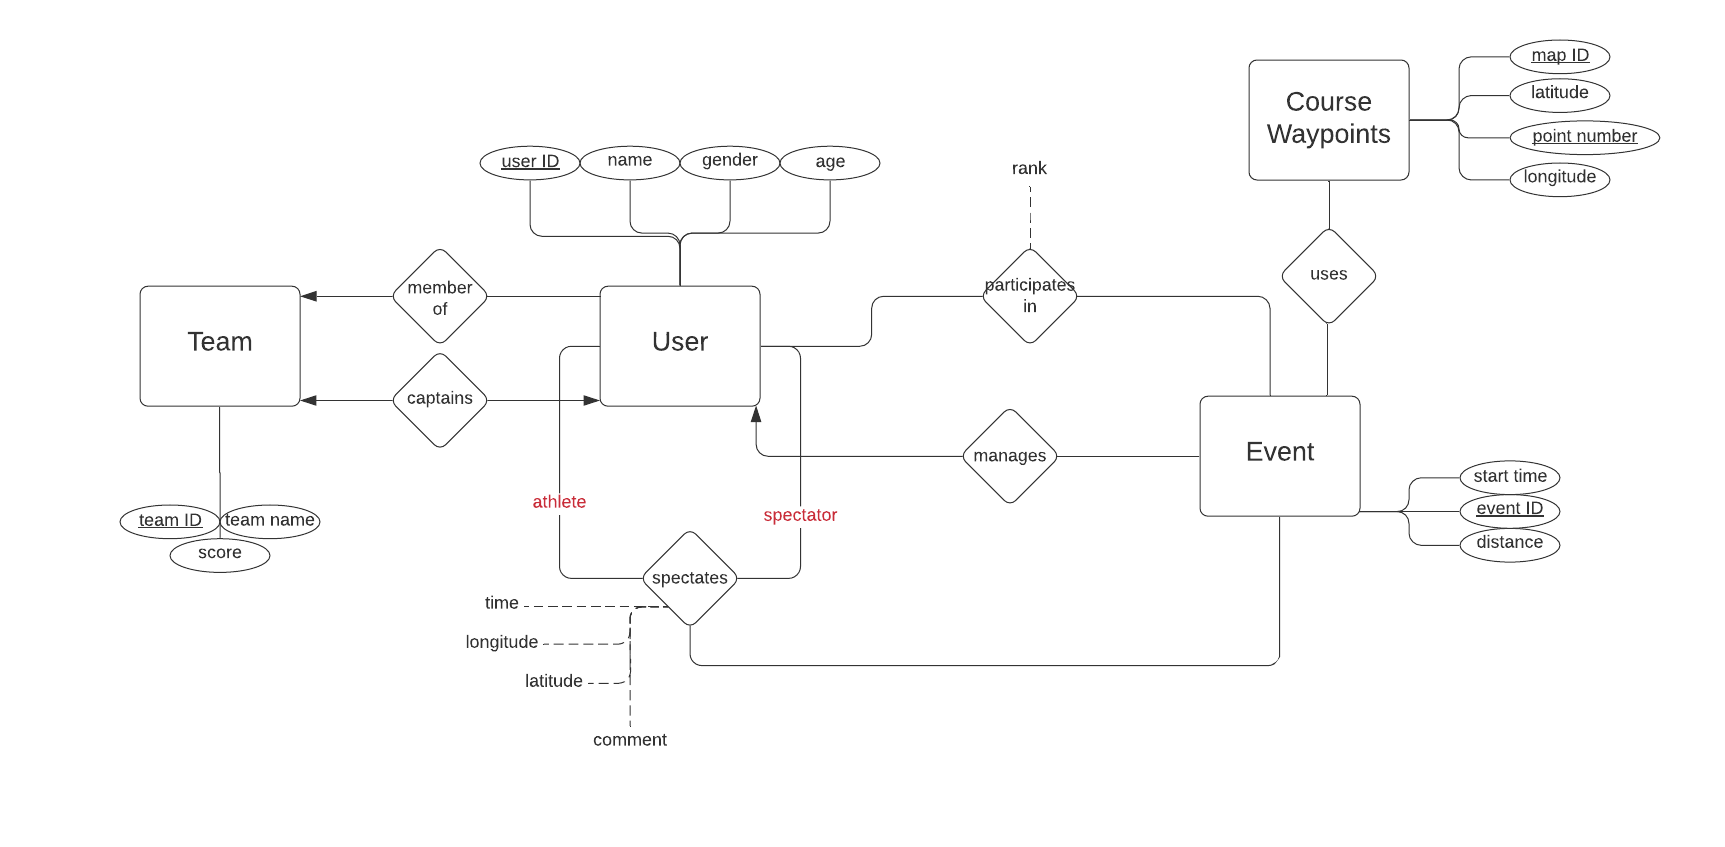 map ID
latitude
point number
longitude
Course
Waypoints
user ID
name
gender
age
rank
member
of
participates
in
uses
Team
User
captains
manages
Event
athlete
spectator
start time
event ID
distance
team ID
team name
score
spectates
time
longitude
latitude
comment